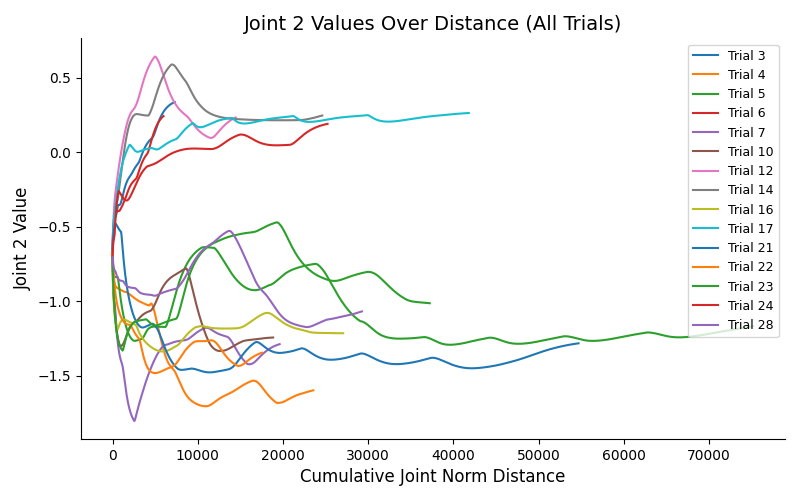 Joint 2 Values Over Distance (All Trials)
Joint 2 Value
0.5
0.0
−0.5
−1.0
−1.5
0 10000 20000 30000 40000 50000 60000 70000
Cumulative Joint Norm Distance
Trial 3
Trial 4
Trial 5
Trial 6
Trial 7
Trial 10
Trial 12
Trial 14
Trial 16
Trial 17
Trial 21
Trial 22
Trial 23
Trial 24
Trial 28